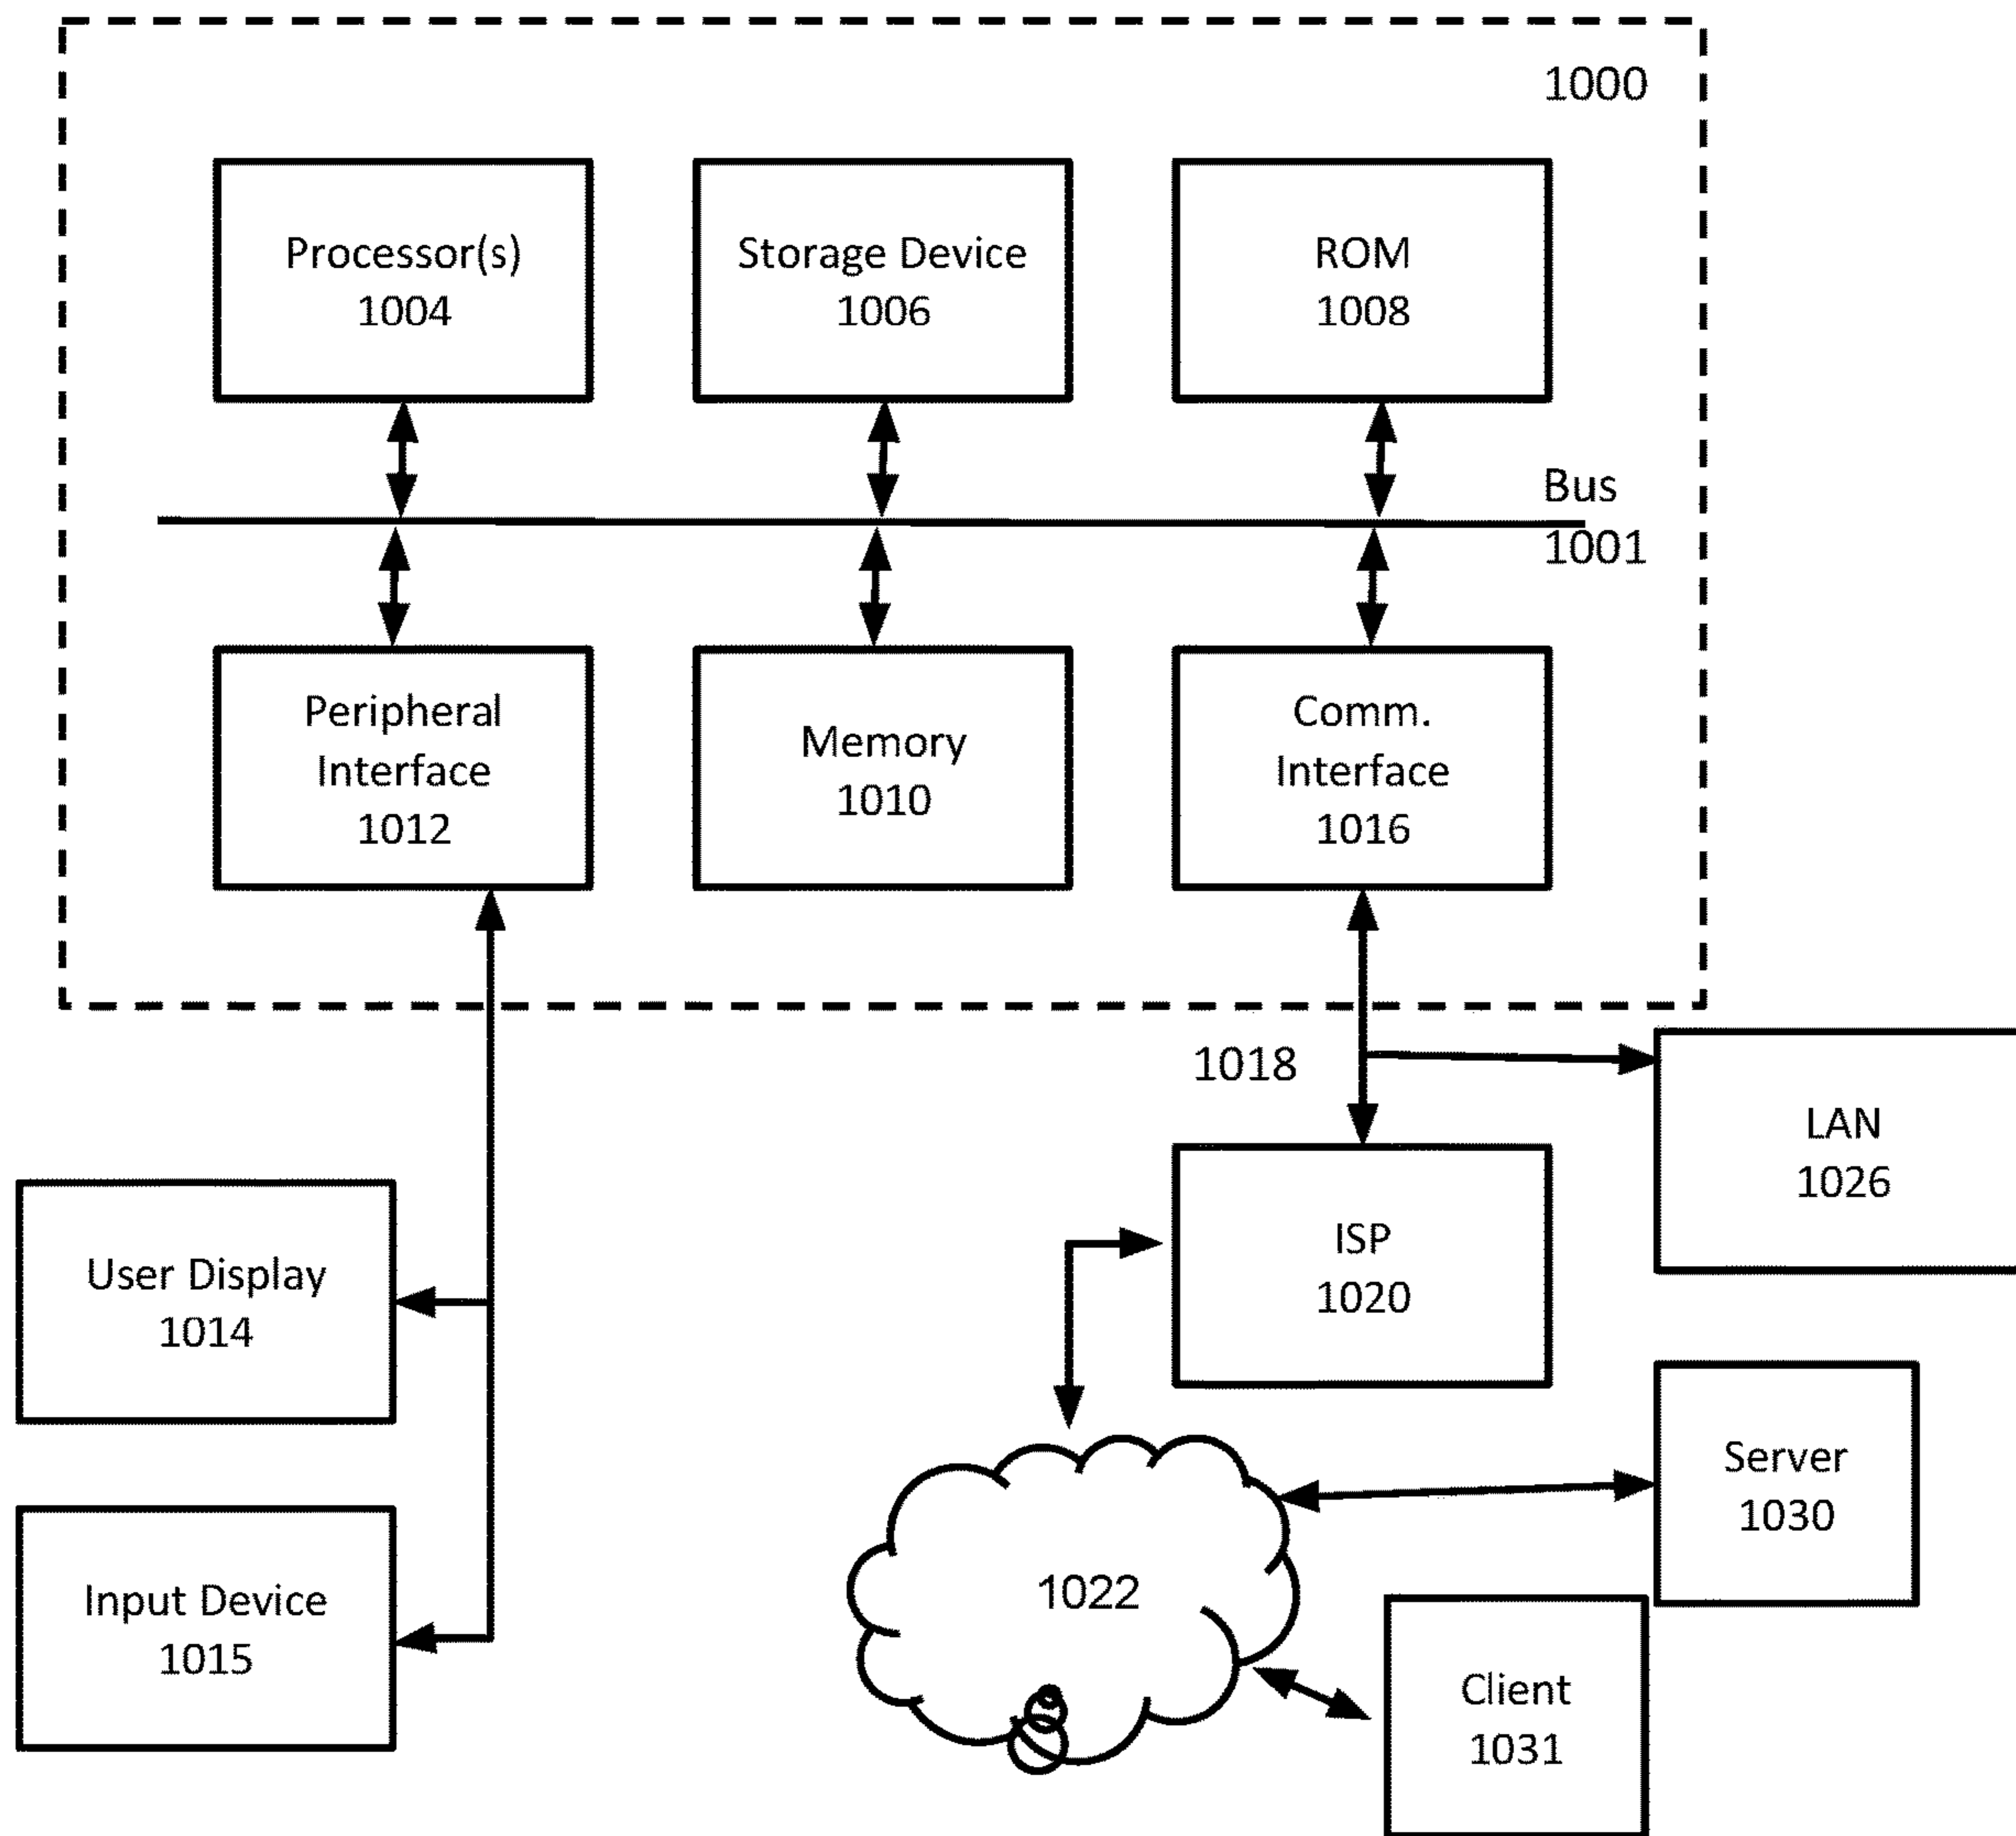 1000
Processor(s)
1004
Storage Device
1006
ROM
1008
Bus
1001
Peripheral
Interface
1012
Memory
1010
Comm.
Interface
1016
1018
LAN
1026
User Display
1014
ISP
1020
Server
1030
Input Device
1015
1022
Client
1031